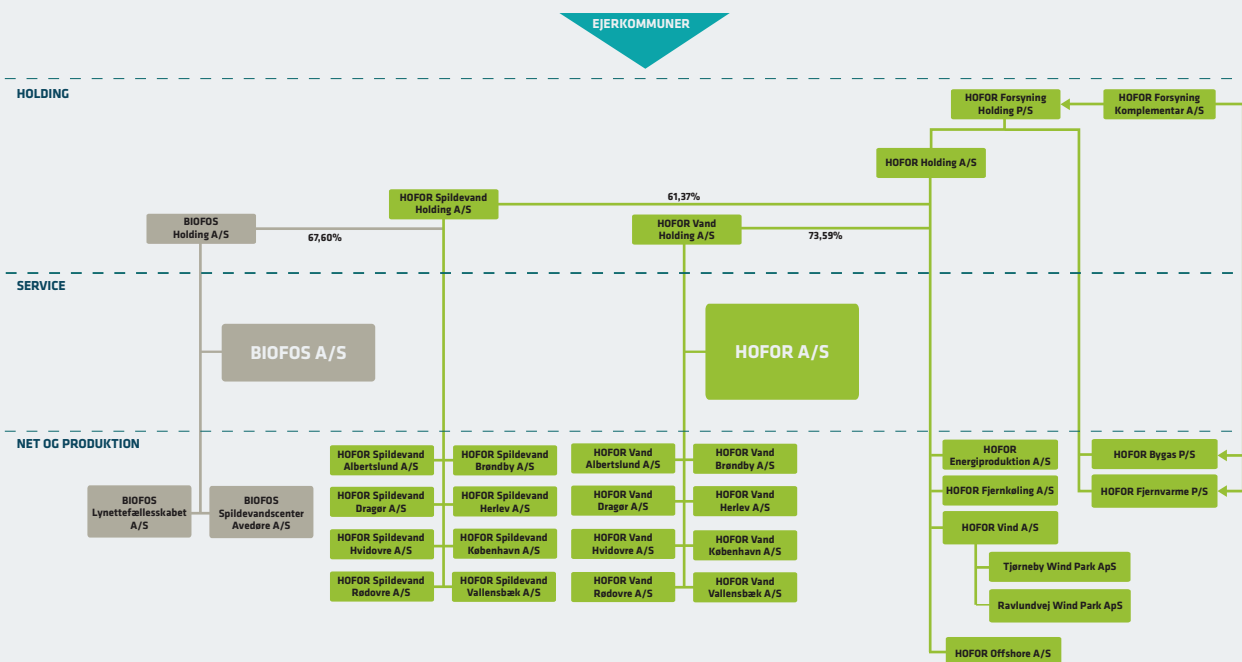 EJERKOMMUNER
HOLDING
HOFOR Forsyning
Holding P/S
HOFOR Forsyning
Komplementar A/S
HOFOR Holding A/S
HOFOR Spildevand
Holding A/S
61,37%
BIOFOS
Holding A/S
67,60%
HOFOR Vand
Holding A/S
73,59%
SERVICE
BIOFOS A/S
HOFOR A/S
NET OG PRODUKTION
BIOFOS
Lynettefællesskabet
A/S
BIOFOS
Spildevandscenter
Avedøre A/S
HOFOR Spildevand
Albertslund A/S
HOFOR Spildevand
Brøndby A/S
HOFOR Spildevand
Dragør A/S
HOFOR Spildevand
Herlev A/S
HOFOR Spildevand
Hvidovre A/S
HOFOR Spildevand
København A/S
HOFOR Spildevand
Rødovre A/S
HOFOR Spildevand
Vallensbæk A/S
HOFOR Vand
Albertslund A/S
HOFOR Vand
Brøndby A/S
HOFOR Vand
Dragør A/S
HOFOR Vand
Herlev A/S
HOFOR Vand
Hvidovre A/S
HOFOR Vand
København A/S
HOFOR Vand
Rødovre A/S
HOFOR Vand
Vallensbæk A/S
HOFOR
Energiproduktion A/S
HOFOR Fjernkøling A/S
HOFOR Vind A/S
Tjørneby Wind Park ApS
Ravlundvej Wind Park ApS
HOFOR Offshore A/S
HOFOR Bygas P/S
HOFOR Fjernvarme P/S